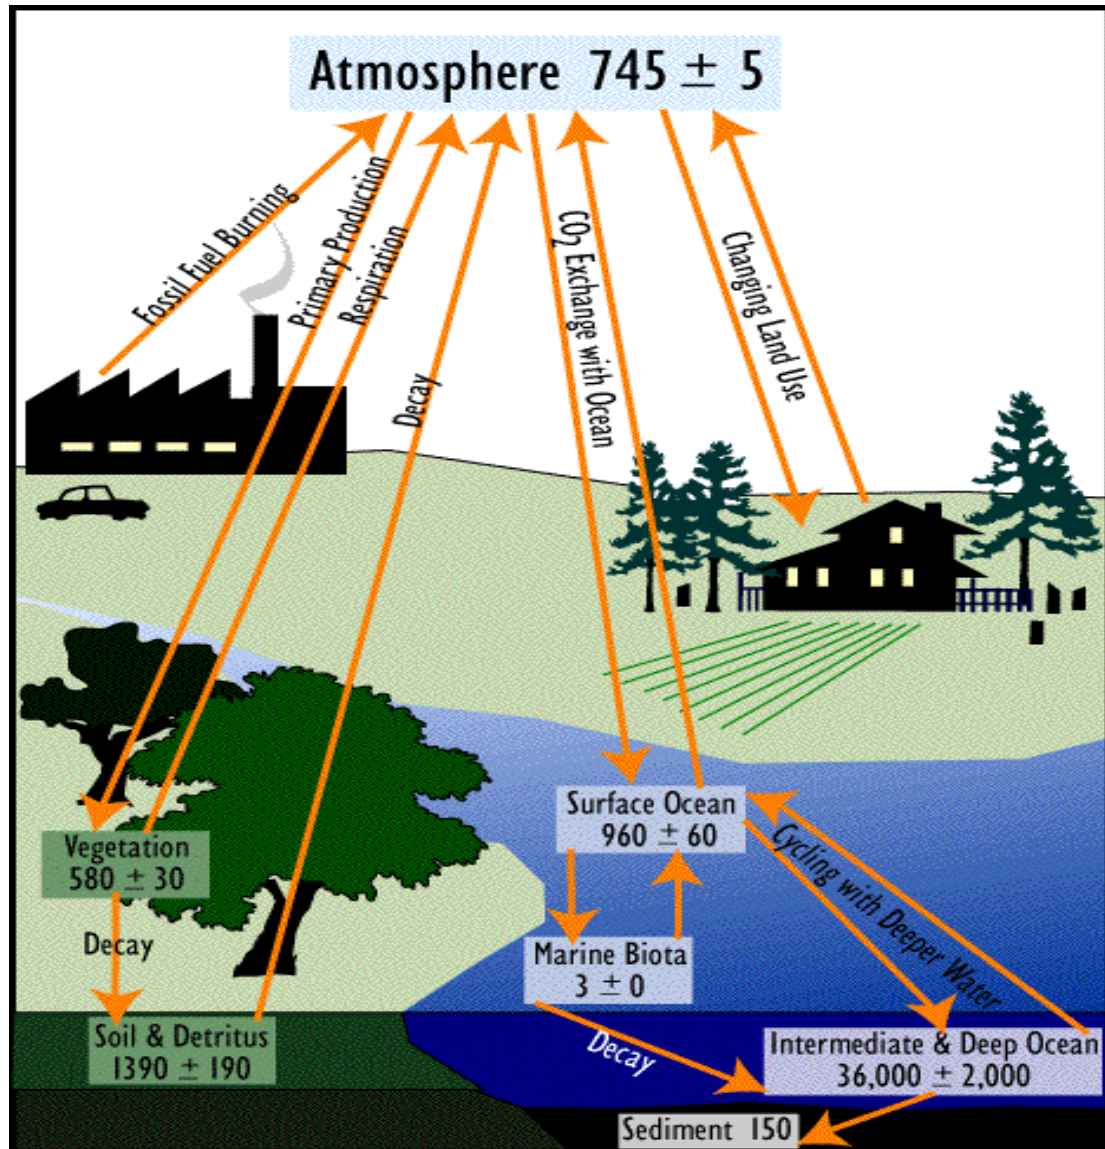 Atmosphere 745 ± 5
Fossil Fuel Burning
Primary Production
Respiration
Decay
CO₂ Exchange with Ocean
Changing Land Use
Surface Ocean
960 ± 60
Vegetation
580 ± 30
Cycling with Deeper Water
Decay
Marine Biota
3 ± 0
Soil & Detritus
1390 ± 190
Decay
Intermediate & Deep Ocean
36,000 ± 2,000
Sediment 150